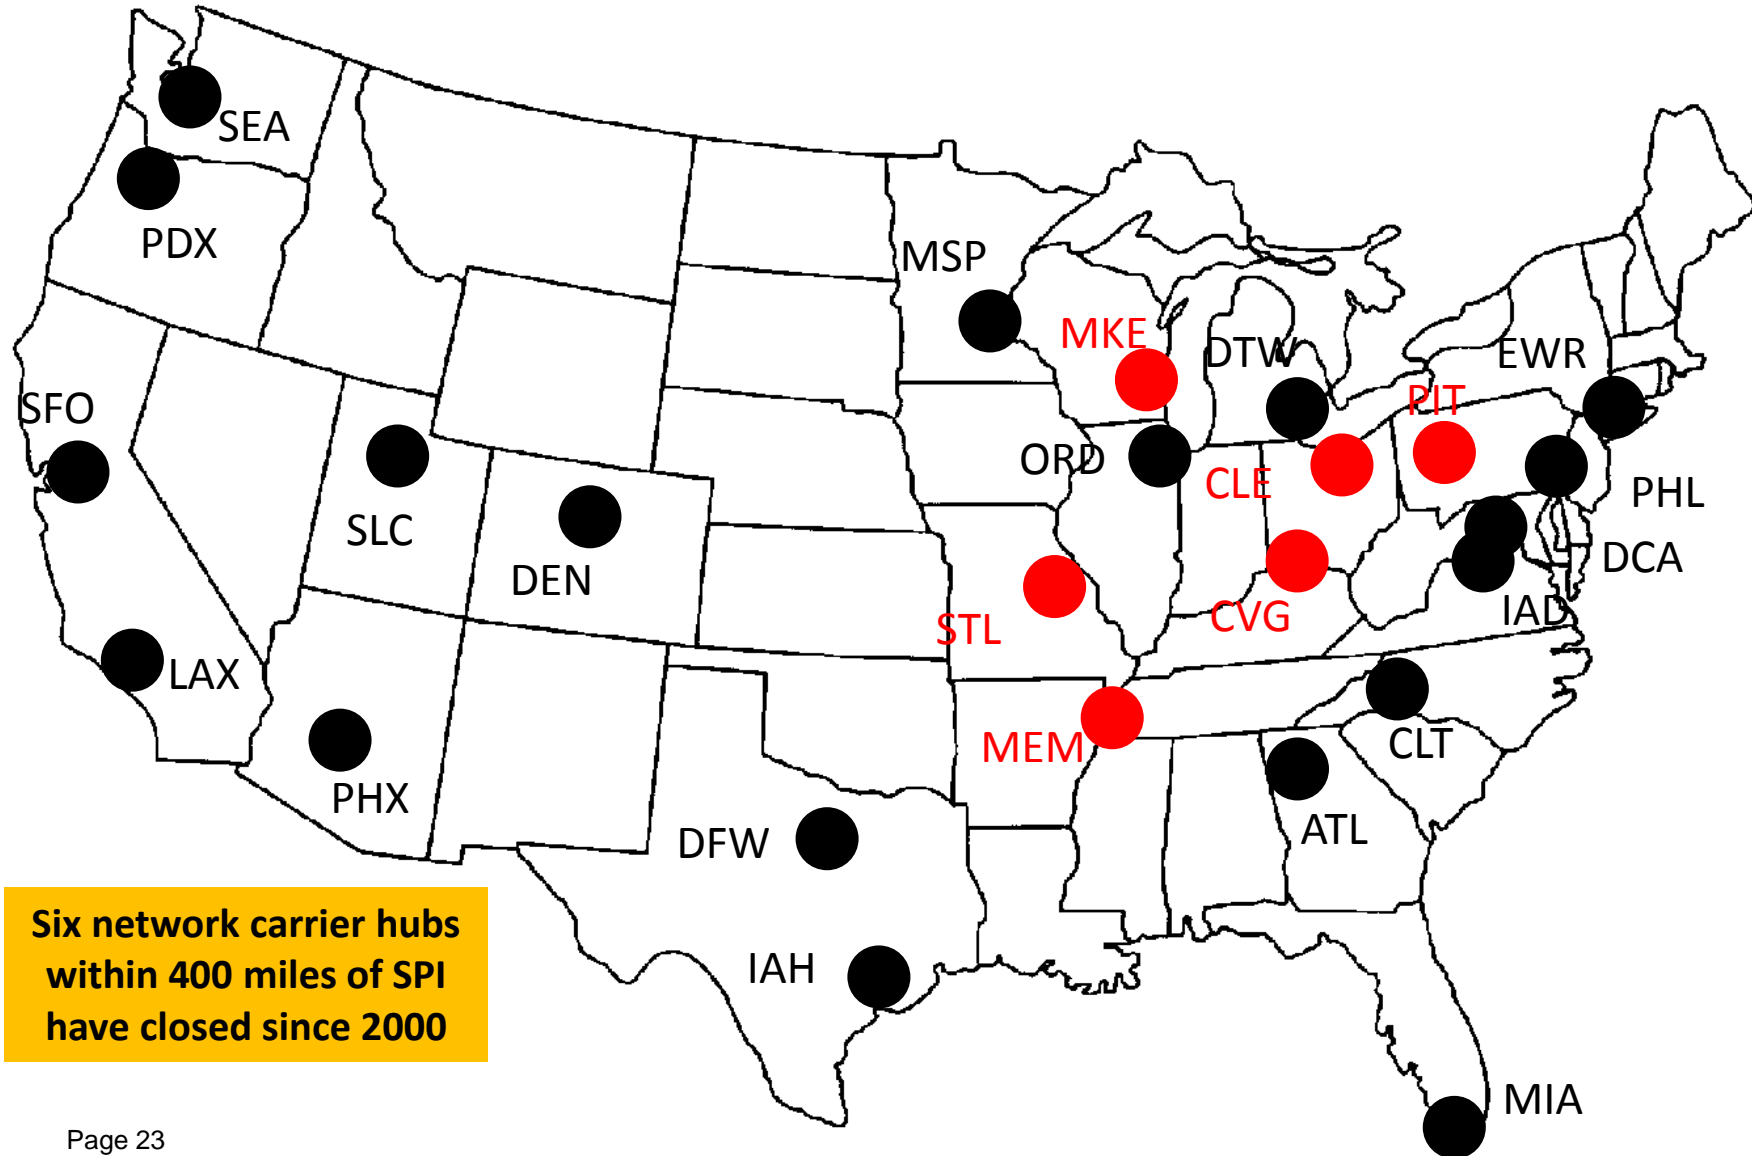 SEA
PDX
MSP
MKE
DTW
EWR
SFO
PIT
ORD
CLE
PHL
SLC
DCA
DEN
IAD
STL
CVG
LAX
CLT
MEM
PHX
ATL
DFW
IAH
Six network carrier hubs
within 400 miles of SPI
have closed since 2000
MIA
Page 23